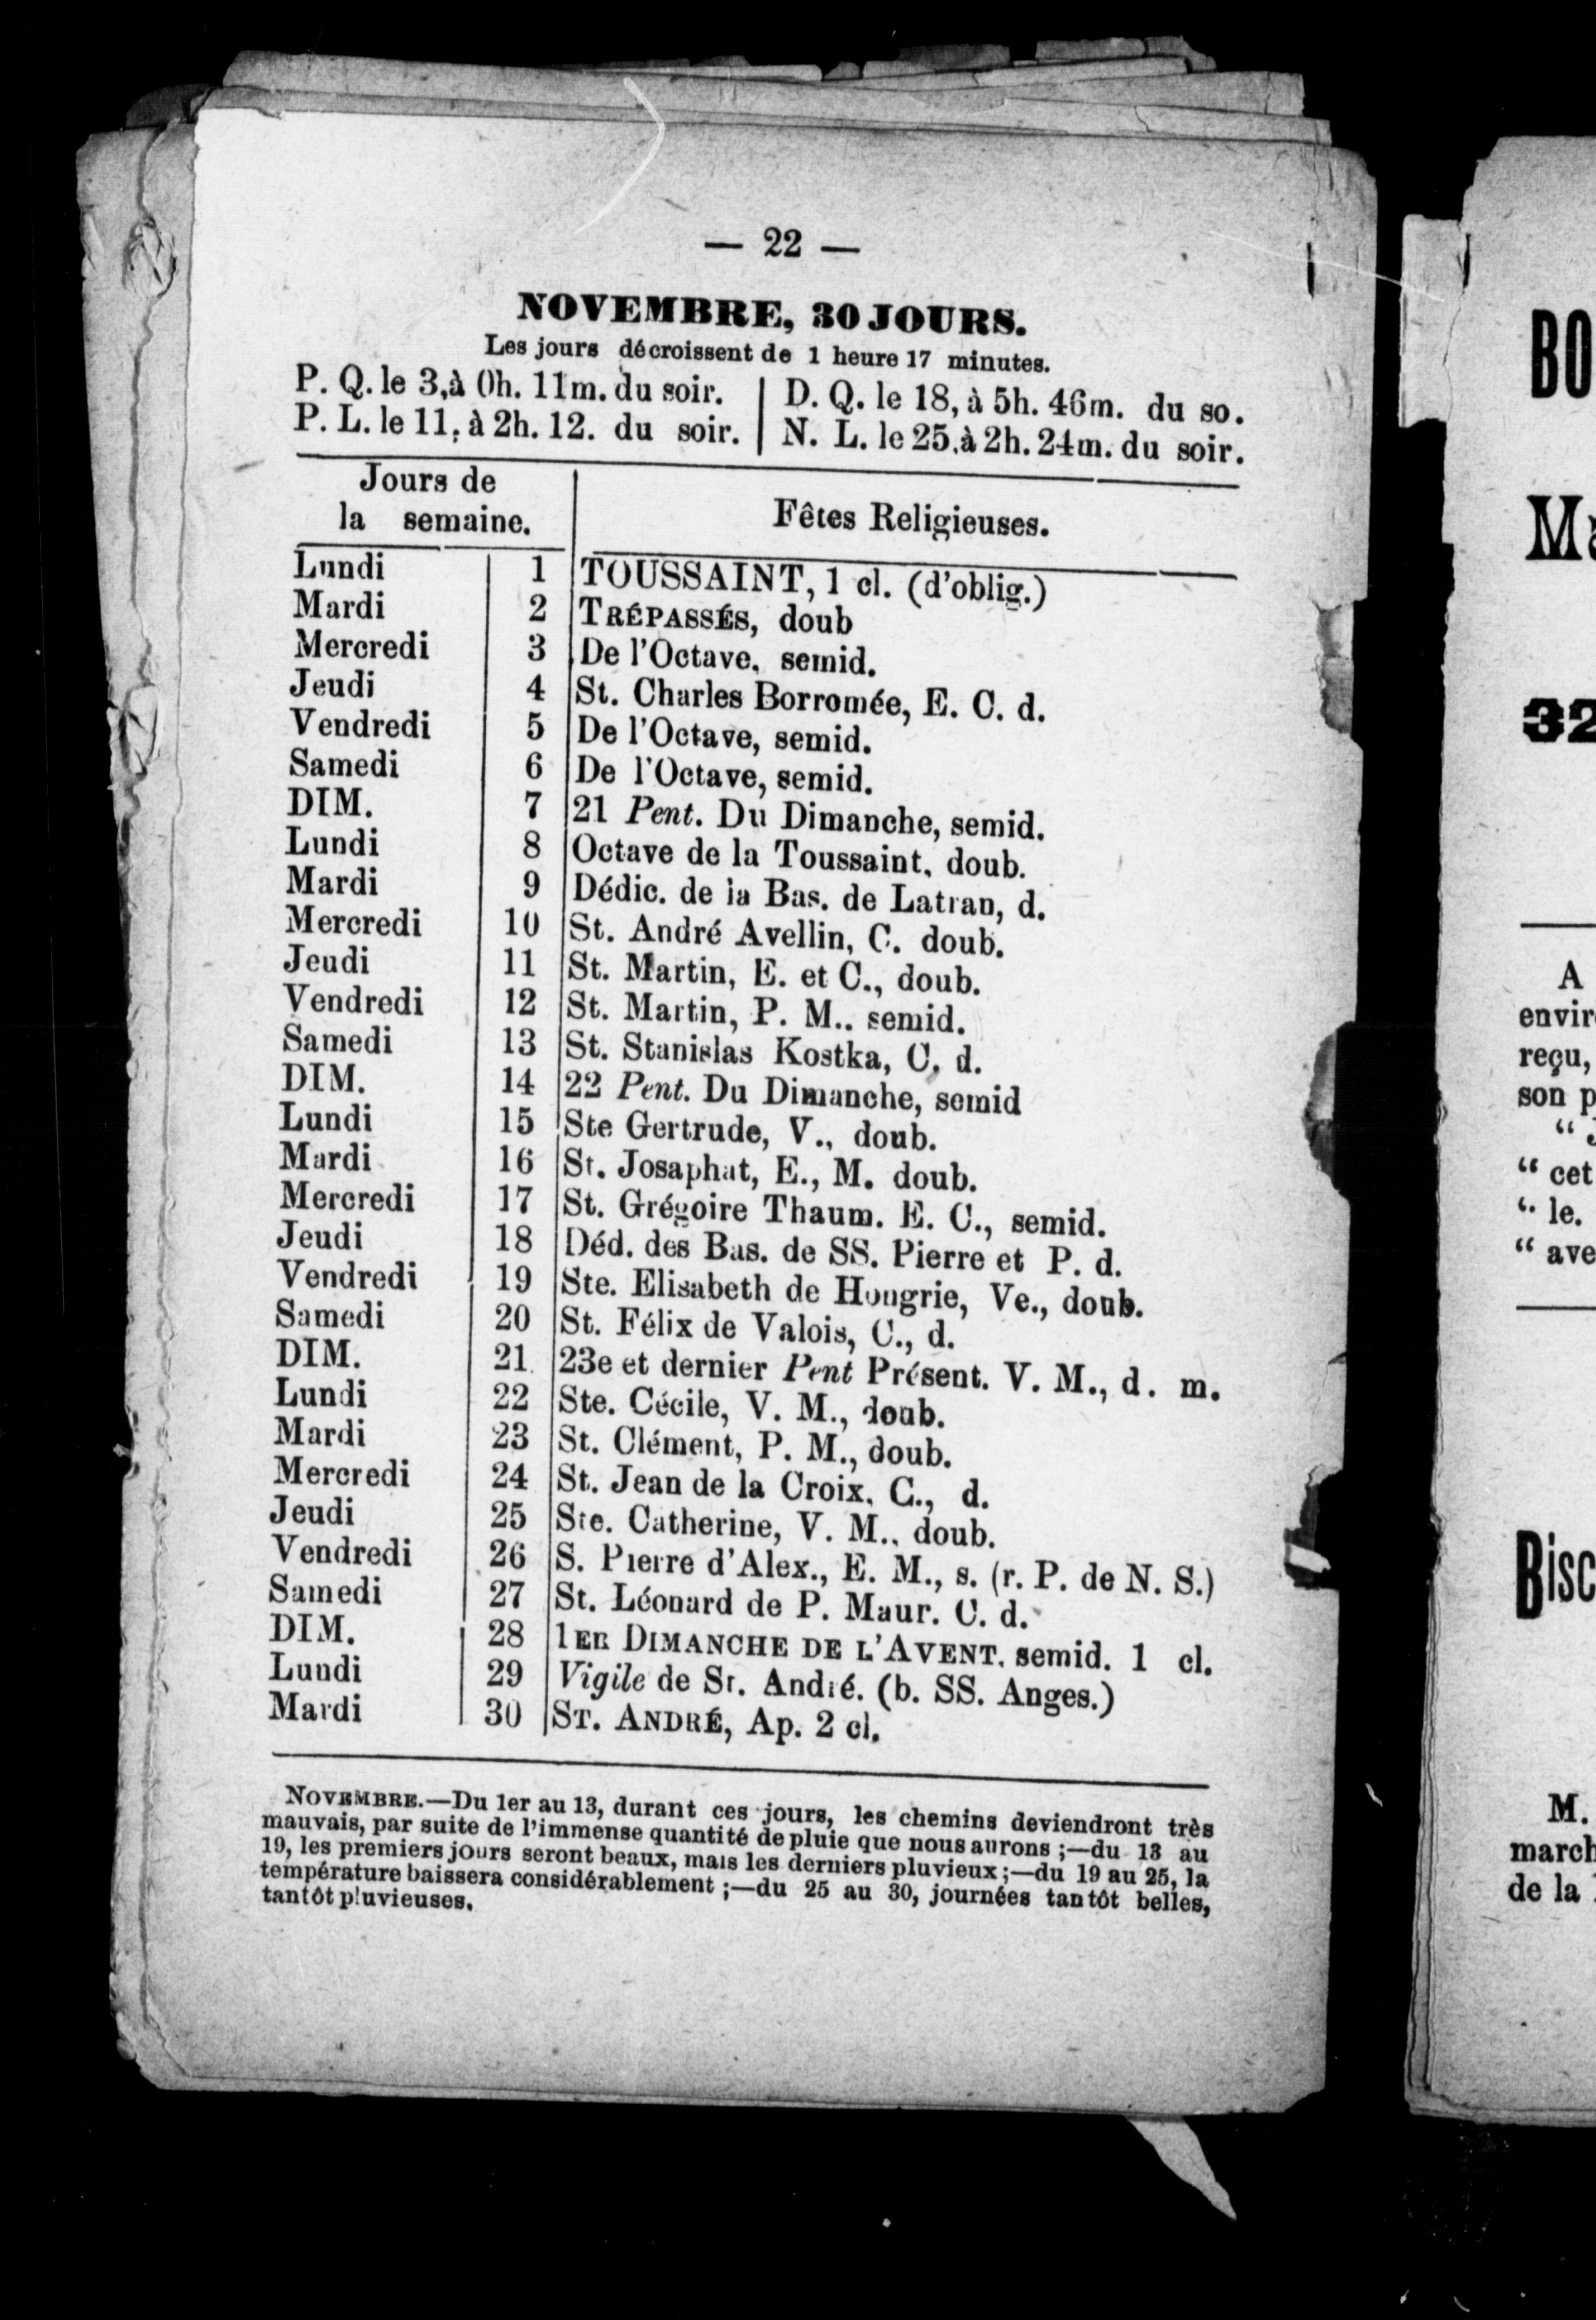 — 22 —
NOVEMBRE, 30 JOURS.
Les jours décroissent de 1 heure 17 minutes.
P. Q. le 3, à 0h. 11m. du soir. | D. Q. le 18, à 5h. 46m. du so.
P. L. le 11, à 2h. 12. du soir. | N. L. le 25, à 2h. 24m. du soir.
Jours de
la semaine.
Fêtes Religieuses.
Lundi 1 TOUSSAINT, 1 cl. (d'oblig.)
Mardi 2 TRÉPASSÉS, doub
Mercredi 3 De l'Octave, semid.
Jeudi 4 St. Charles Borromée, E. C. d.
Vendredi 5 De l'Octave, semid.
Samedi 6 De l'Octave, semid.
DIM. 7 21 Pent. Du Dimanche, semid.
Lundi 8 Octave de la Toussaint, doub.
Mardi 9 Dédic. de la Bas. de Latran, d.
Mercredi 10 St. André Avellin, C. doub.
Jeudi 11 St. Martin, E. et C., doub.
Vendredi 12 St. Martin, P. M.. semid.
Samedi 13 St. Stanislas Kostka, C. d.
DIM. 14 22 Pent. Du Dimanche, semid
Lundi 15 Ste Gertrude, V., doub.
Mardi 16 St. Josaphat, E., M. doub.
Mercredi 17 St. Grégoire Thaum. E. C., semid.
Jeudi 18 Déd. des Bas. de SS. Pierre et P. d.
Vendredi 19 Ste. Elisabeth de Hongrie, Ve., doub.
Samedi 20 St. Félix de Valois, C., d.
DIM. 21 23e et dernier Pent Présent. V. M., d. m.
Lundi 22 Ste. Cécile, V. M., doub.
Mardi 23 St. Clément, P. M., doub.
Mercredi 24 St. Jean de la Croix, C., d.
Jeudi 25 Ste. Catherine, V. M., doub.
Vendredi 26 S. Pierre d'Alex., E. M., s. (r. P. de N. S.)
Samedi 27 St. Léonard de P. Maur. C. d.
DIM. 28 1ER DIMANCHE DE L'AVENT, semid. 1 cl.
Lundi 29 Vigile de St. André. (b. SS. Anges.)
Mardi 30 ST. ANDRÉ, Ap. 2 cl.
NOVEMBRE.—Du 1er au 13, durant ces jours, les chemins deviendront très
mauvais, par suite de l'immense quantité de pluie que nous aurons ;—du 13 au
19, les premiers jours seront beaux, mais les derniers pluvieux ;—du 19 au 25, la
température baissera considérablement ;—du 25 au 30, journées tantôt belles,
tantôt pluvieuses.
BO
32
A
reçu,
son p
" cet
" le.
" ave
Bisc
M.
march
de la